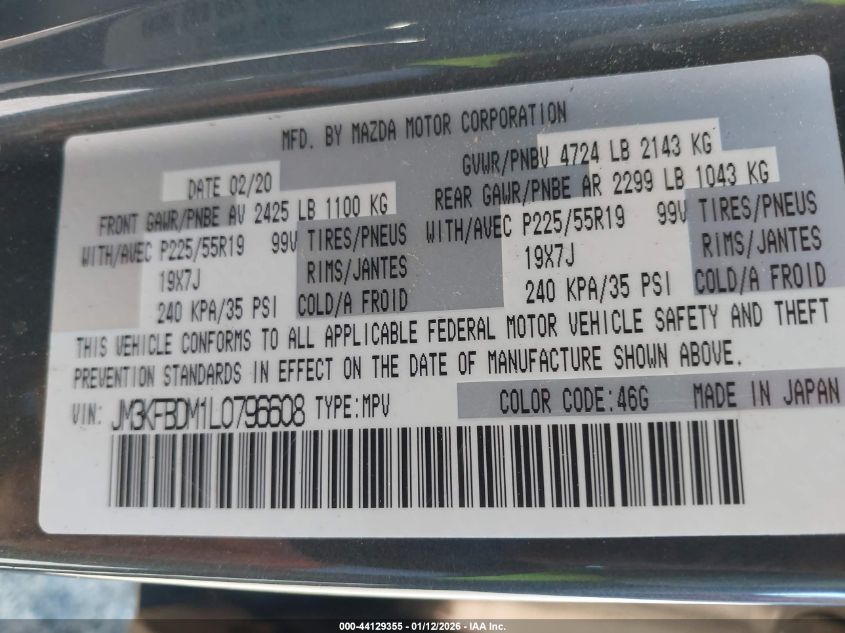 MFD. BY MAZDA MOTOR CORPORATION
DATE 02/20
GVWR/PNBV 4724 LB 2143 KG
FRONT GAWR/PNBE AV 2425 LB 1100 KG
REAR GAWR/PNBE AR 2299 LB 1043 KG
WITH/AVEC P225/55R19 99V TIRES/PNEUS
WITH/AVEC P225/55R19 99V TIRES/PNEUS
19X7J RIMS/JANTES
19X7J RIMS/JANTES
240 KPA/35 PSI COLD/A FROID
240 KPA/35 PSI COLD/A FROID
THIS VEHICLE CONFORMS TO ALL APPLICABLE FEDERAL MOTOR VEHICLE SAFETY AND THEFT
PREVENTION STANDARDS IN EFFECT ON THE DATE OF MANUFACTURE SHOWN ABOVE.
VIN: JM3KFBDM1L0796608 TYPE:MPV COLOR CODE:46G MADE IN JAPAN
000-44129355 - 01/12/2026 - IAA Inc.